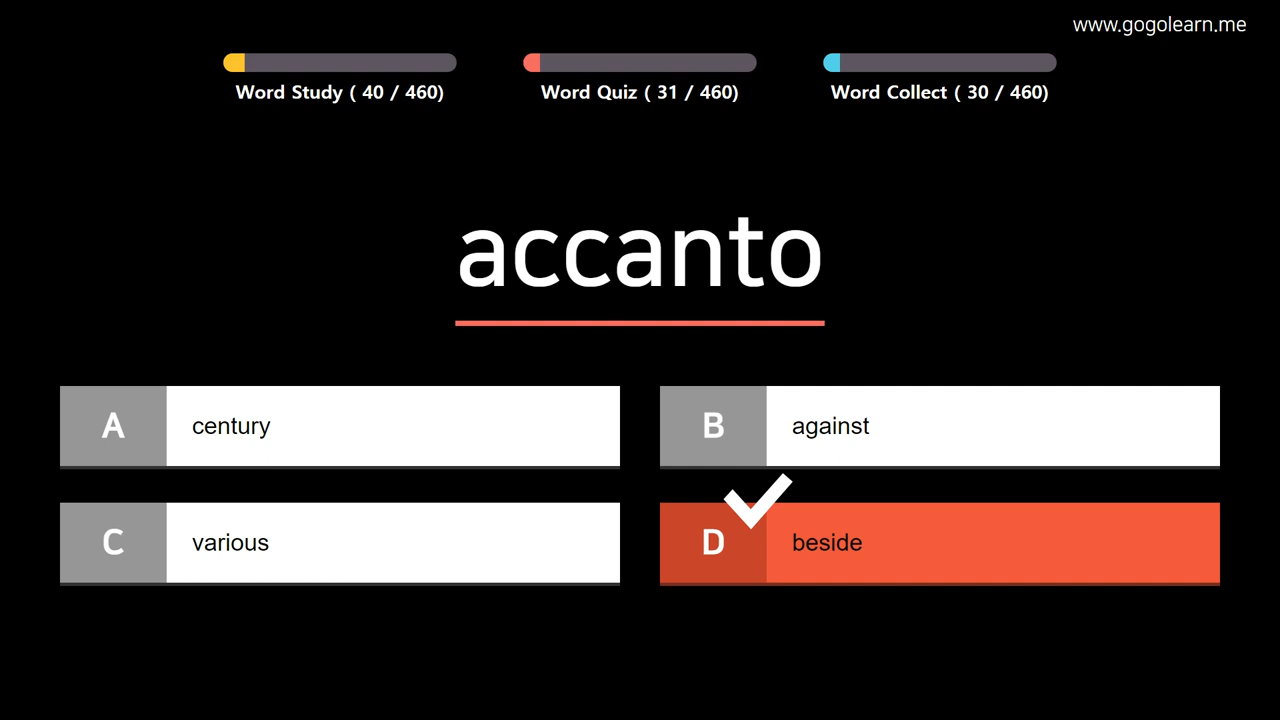 www.gogolearn.me
Word Study ( 40 / 460)
Word Quiz ( 31 / 460)
Word Collect ( 30 / 460)
accanto
A century
B against
C various
D beside